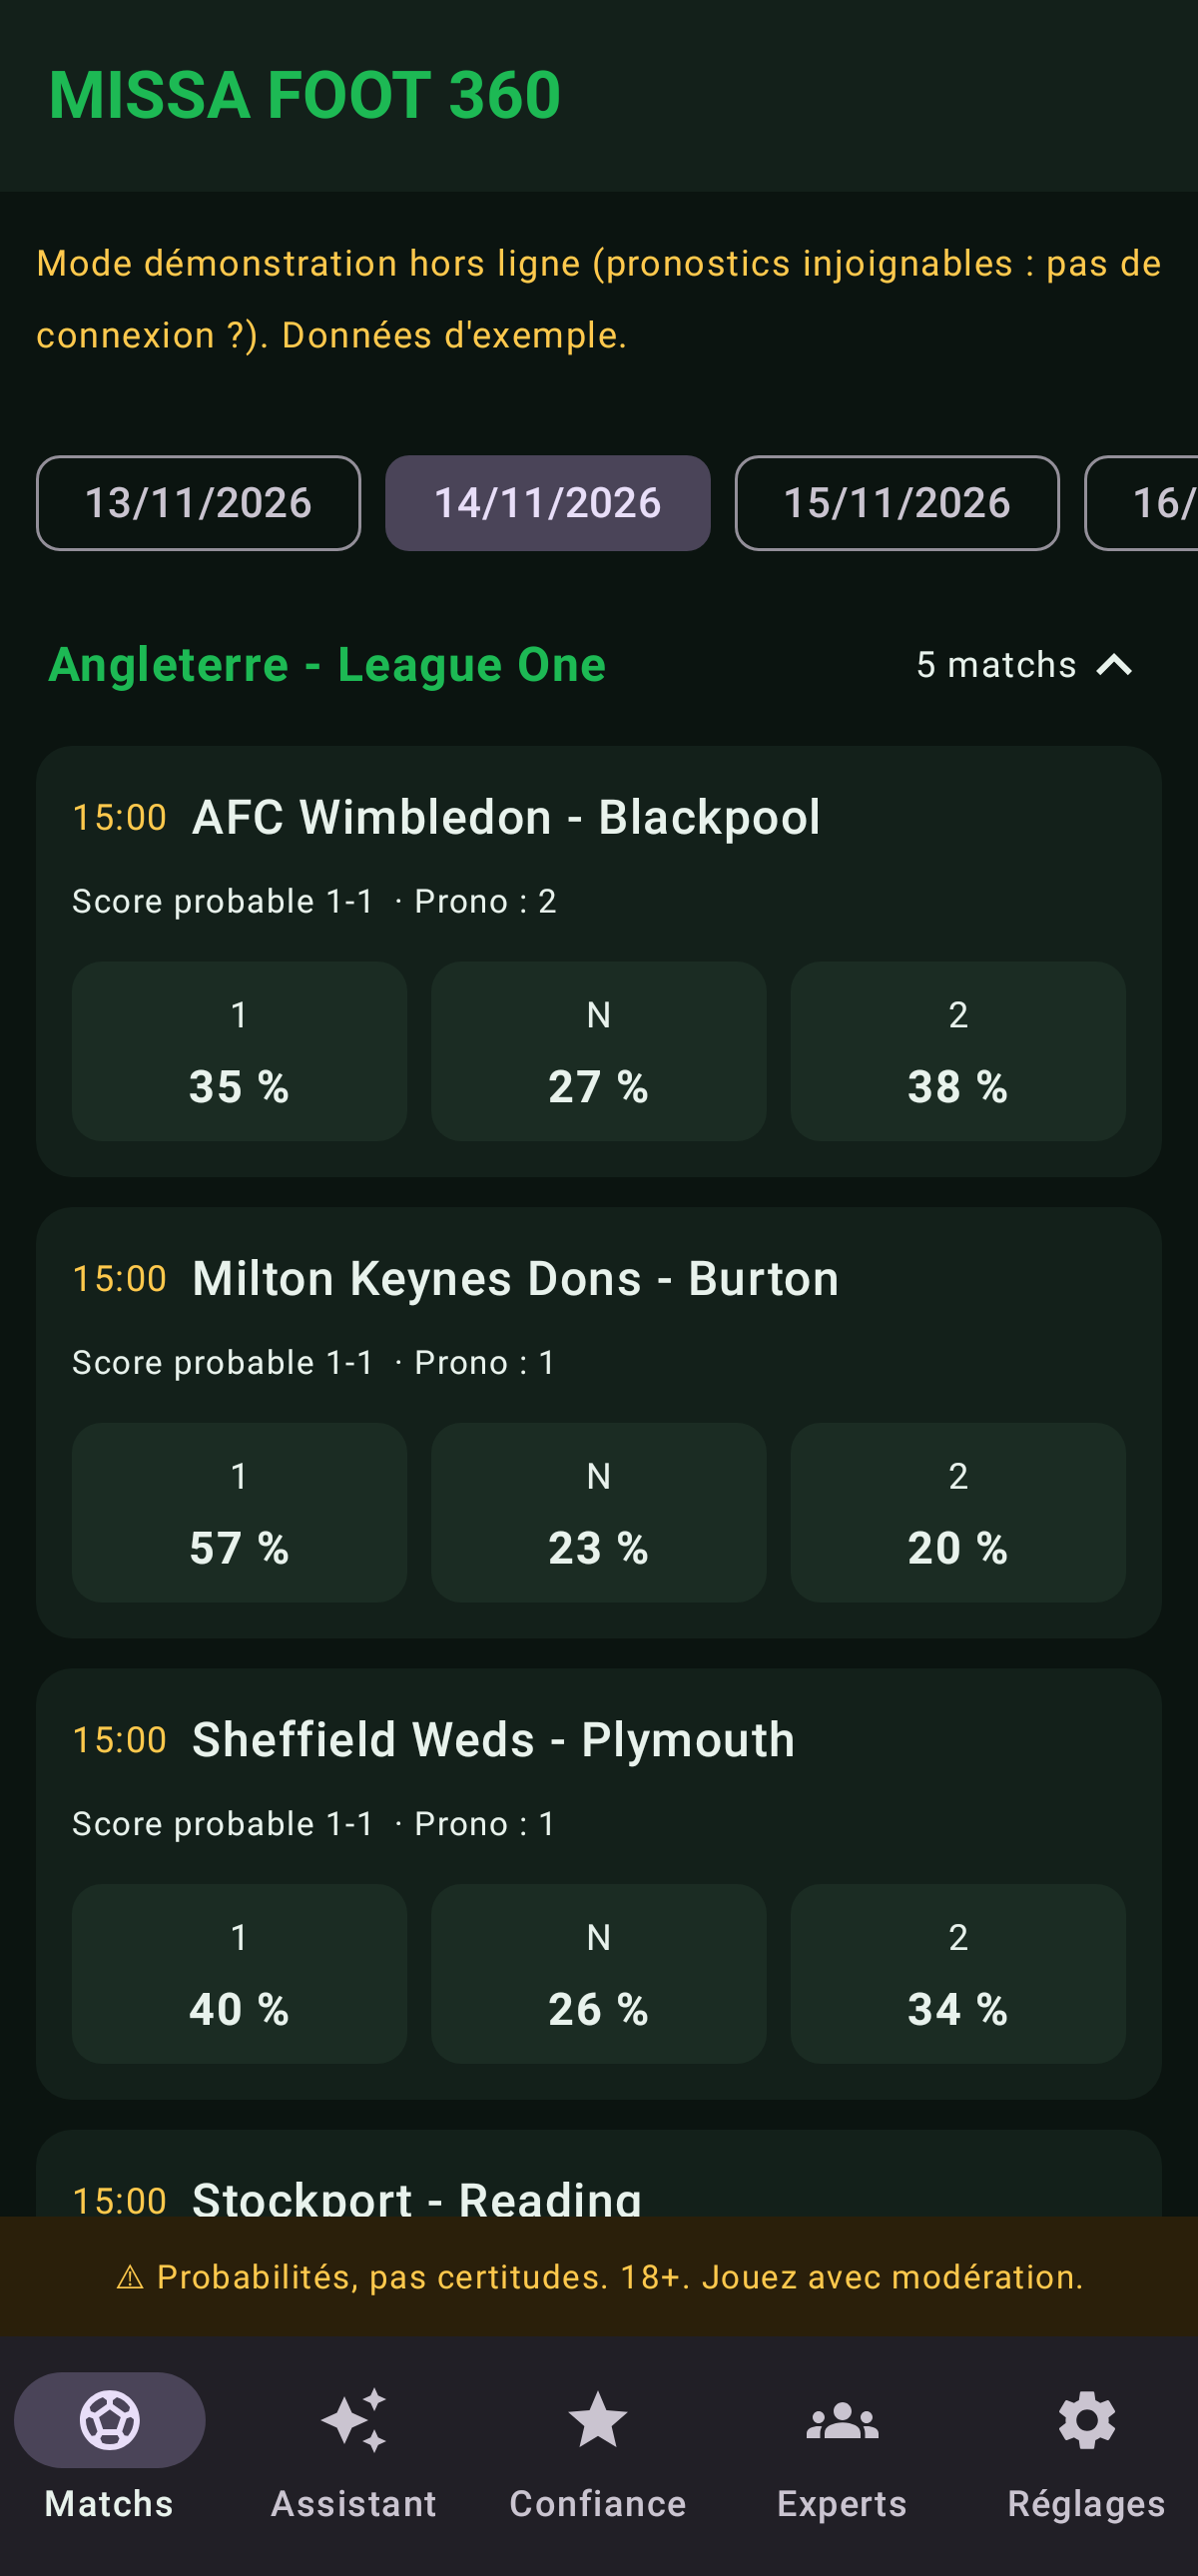 MISSA FOOT 360
Mode démonstration hors ligne (pronostics injoignables : pas de
connexion ?). Données d'exemple.
13/11/2026 14/11/2026 15/11/2026 16/
Angleterre - League One 5 matchs
15:00 AFC Wimbledon - Blackpool
Score probable 1-1 · Prono : 2
1 N 2
35 % 27 % 38 %
15:00 Milton Keynes Dons - Burton
Score probable 1-1 · Prono : 1
1 N 2
57 % 23 % 20 %
15:00 Sheffield Weds - Plymouth
Score probable 1-1 · Prono : 1
1 N 2
40 % 26 % 34 %
15:00 Stockport - Reading
⚠ Probabilités, pas certitudes. 18+. Jouez avec modération.
Matchs Assistant Confiance Experts Réglages